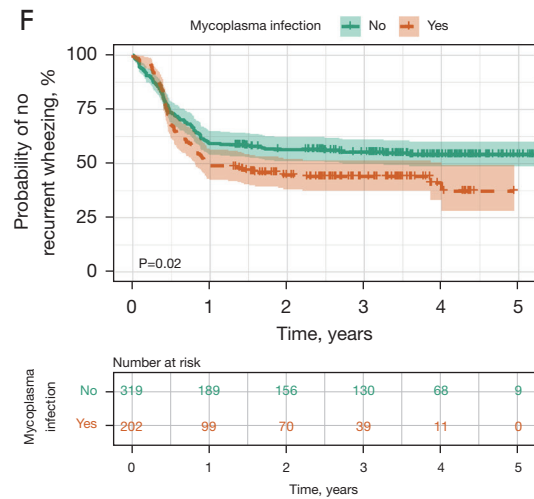 F
Mycoplasma infection No Yes
Probability of no
recurrent wheezing, %
100
75
50
25
0
P=0.02
0 1 2 3 4 5
Time, years
Number at risk
Mycoplasma
infection
No 319 189 156 130 68 9
Yes 202 99 70 39 11 0
0 1 2 3 4 5
Time, years